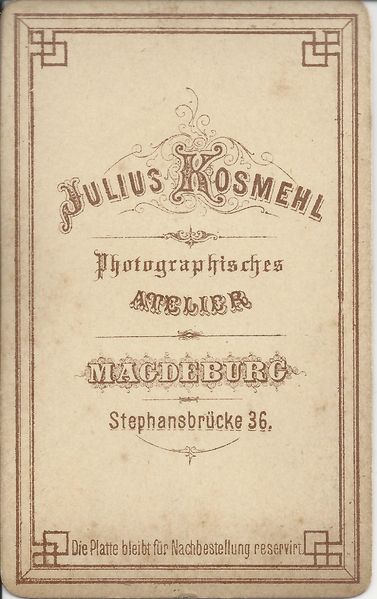 JULIUS KOSMEHL
Photographisches
ATELIER
MAGDEBURG
Stephansbrücke 36.
Die Platte bleibt für Nachbestellung reservirt.